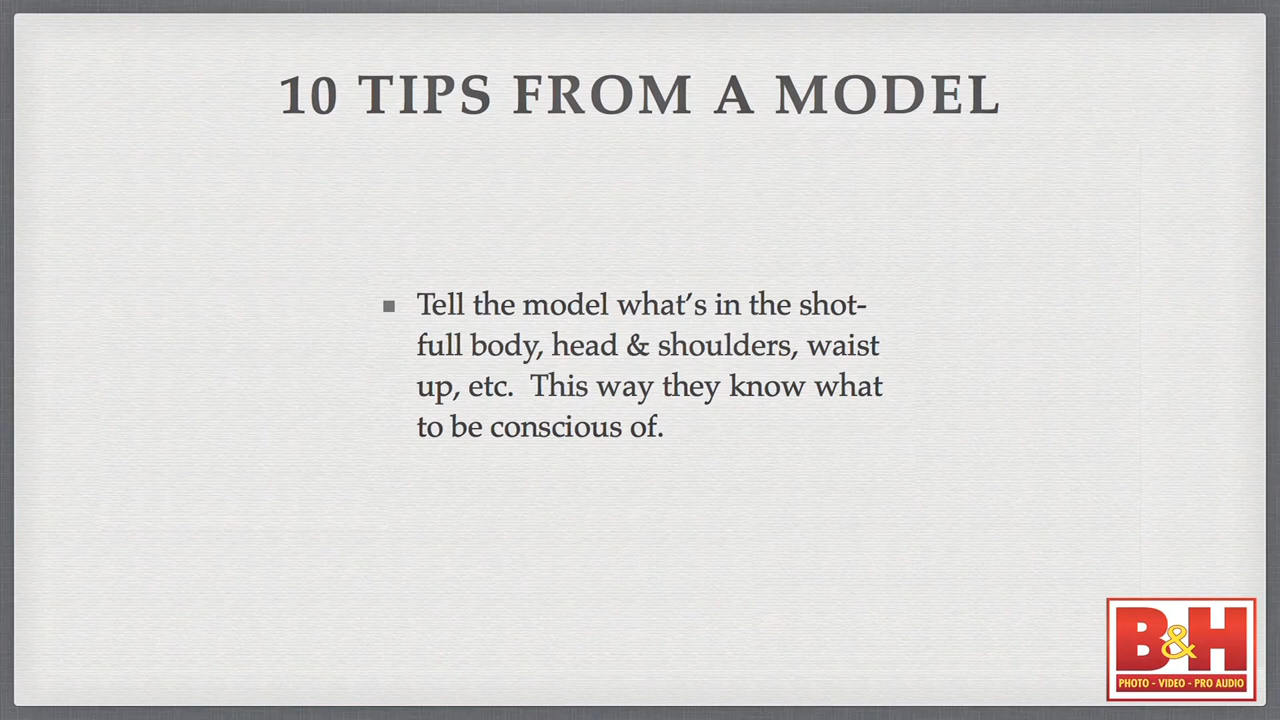 10 TIPS FROM A MODEL
Tell the model what's in the shot-
full body, head & shoulders, waist
up, etc.  This way they know what
to be conscious of.
B&H
PHOTO - VIDEO - PRO AUDIO